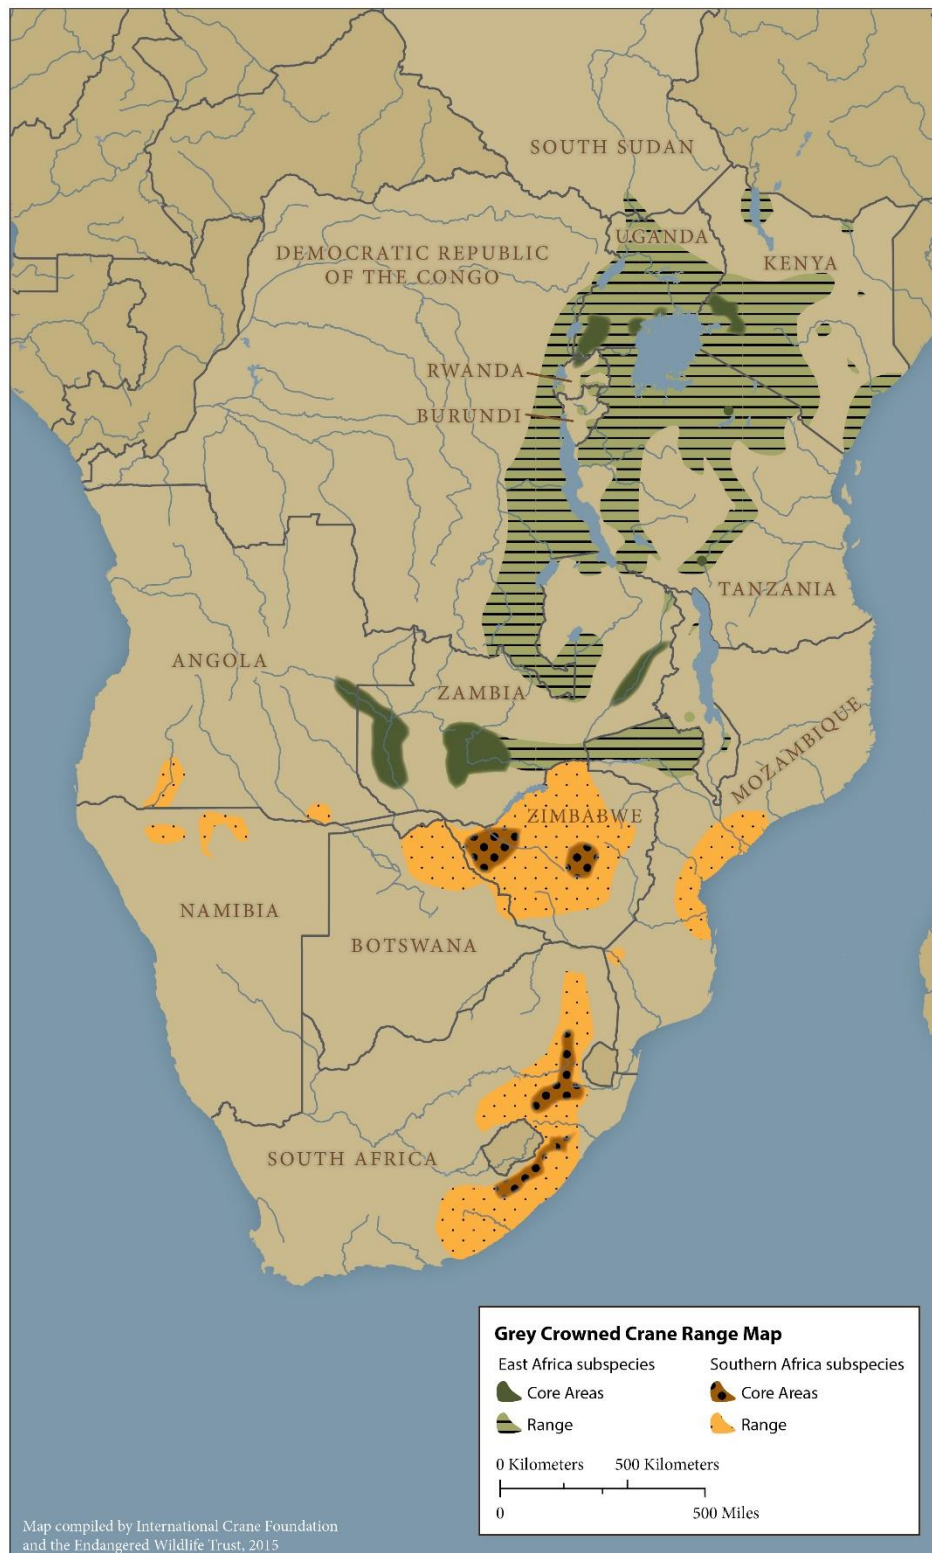 SOUTH SUDAN
UGANDA
DEMOCRATIC REPUBLIC
OF THE CONGO
KENYA
RWANDA
BURUNDI
TANZANIA
ANGOLA
ZAMBIA
MOZAMBIQUE
ZIMBABWE
NAMIBIA
BOTSWANA
SOUTH AFRICA
Grey Crowned Crane Range Map
East Africa subspecies
Southern Africa subspecies
Core Areas
Core Areas
Range
Range
0 Kilometers 500 Kilometers
0 500 Miles
Map compiled by International Crane Foundation
and the Endangered Wildlife Trust, 2015